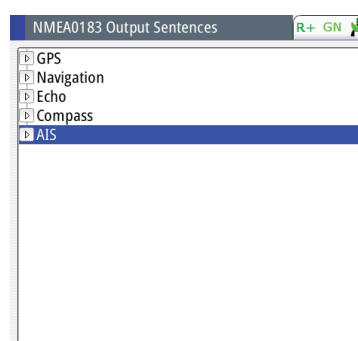 NMEA0183 Output Sentences
R+ GN
GPS
Navigation
Echo
Compass
AIS